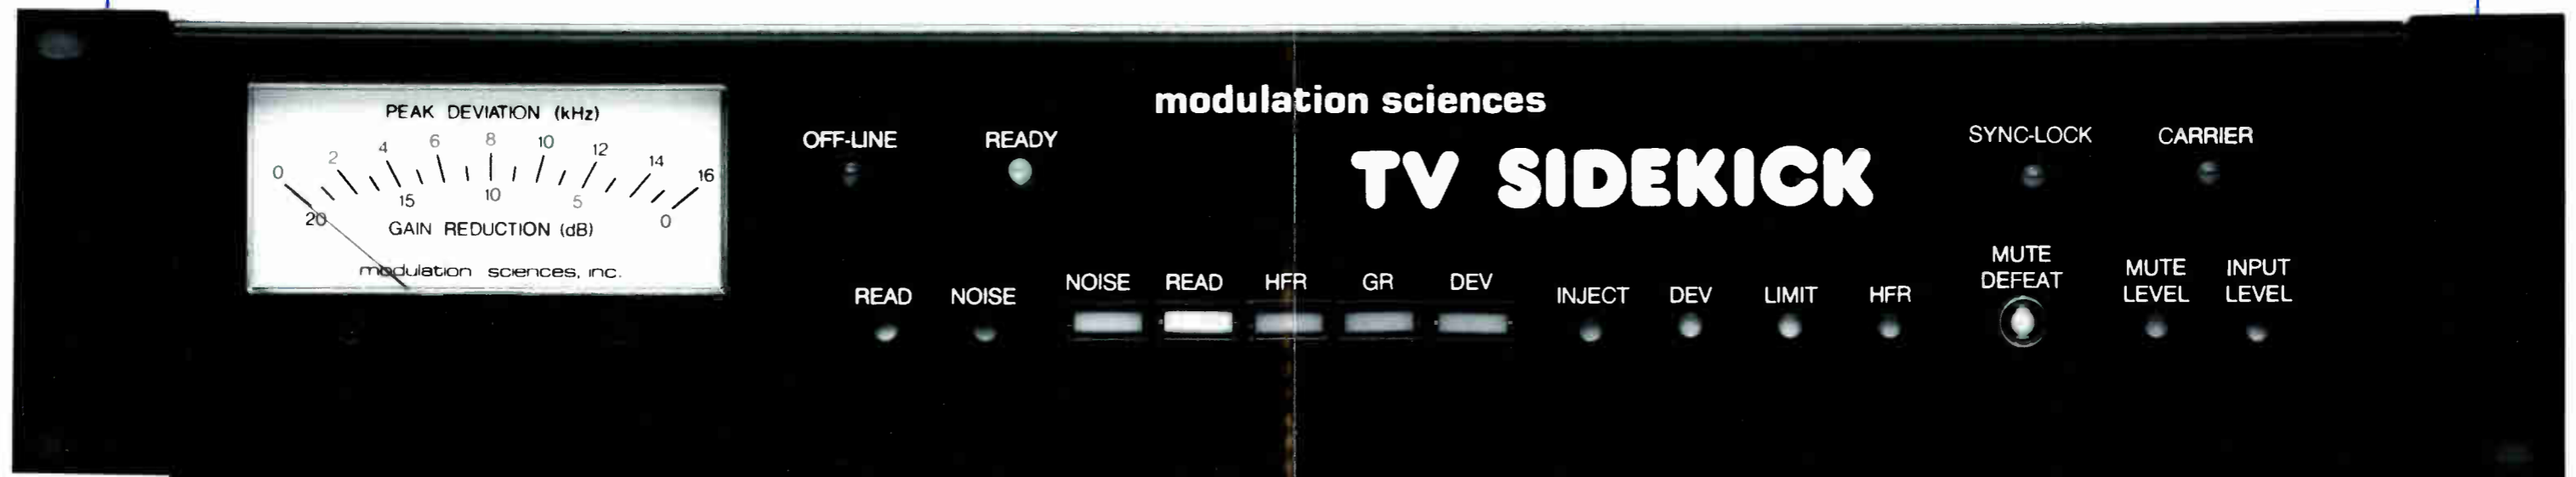 PEAK DEVIATION (kHz)
0 2 4 6 8 10 12 14 16
20 15 10 5 0
GAIN REDUCTION (dB)
modulation sciences, inc.
OFF-LINE READY
modulation sciences
TV SIDEKICK
SYNC-LOCK CARRIER
READ NOISE
NOISE READ HFR GR DEV
INJECT DEV LIMIT HFR
MUTE
DEFEAT
MUTE
LEVEL
INPUT
LEVEL